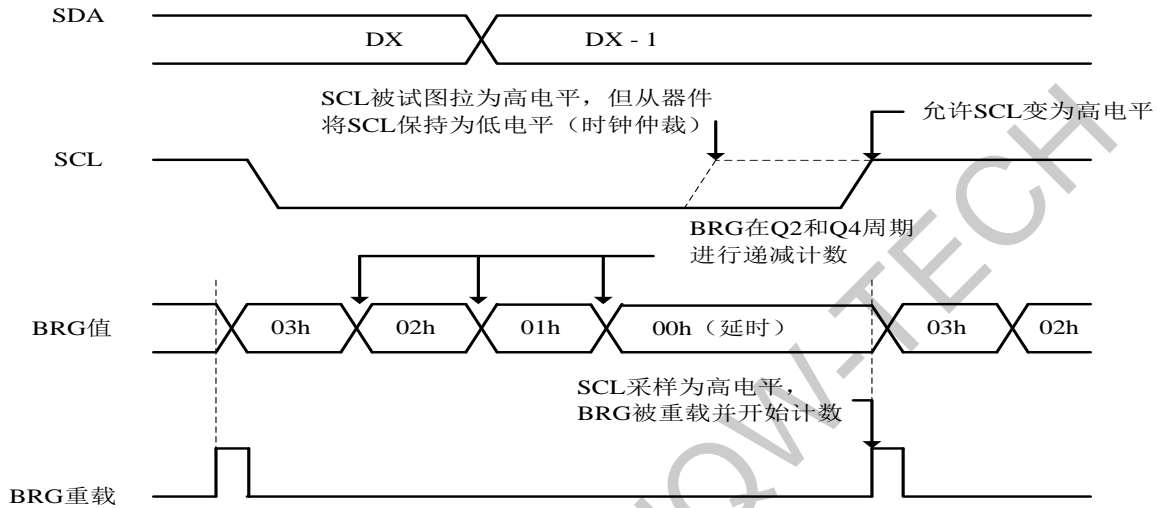 SDA
DX
DX - 1
SCL被试图拉为高电平，但从器件
将SCL保持为低电平（时钟仲裁）
允许SCL变为高电平
SCL
BRG在Q2和Q4周期
进行递减计数
BRG值
03h
02h
01h
00h（延时）
03h
02h
SCL采样为高电平，
BRG被重载并开始计数
BRG重载